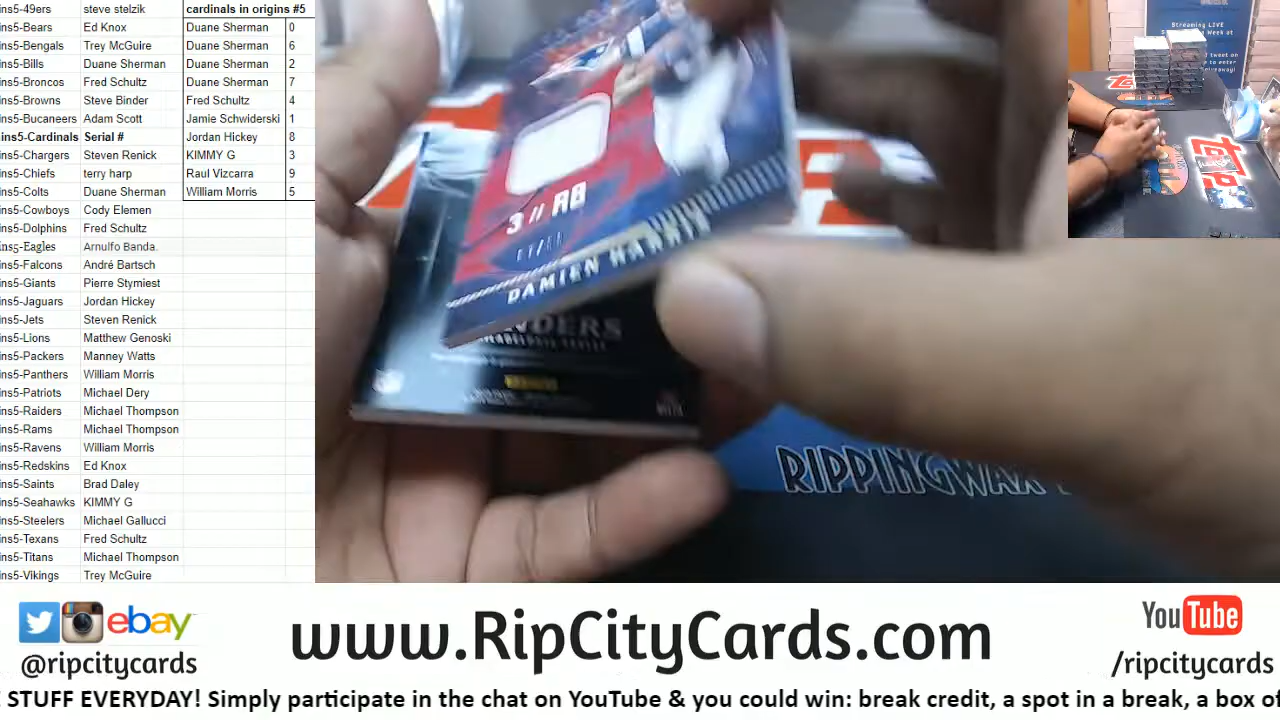 ins5-49ers steve stelzik cardinals in origins #5
ins5-Bears Ed Knox Duane Sherman 0
ins5-Bengals Trey McGuire Duane Sherman 6
ins5-Bills Duane Sherman Duane Sherman 2
ins5-Broncos Fred Schultz Duane Sherman 7
ins5-Browns Steve Binder Fred Schultz 4
ins5-Bucaneers Adam Scott Jamie Schwiderski 1
ins5-Cardinals Serial # Jordan Hickey 8
ins5-Chargers Steven Renick KIMMY G 3
ins5-Chiefs terry harp Raul Vizcarra 9
ins5-Colts Duane Sherman William Morris 5
ins5-Cowboys Cody Elemen
ins5-Dolphins Fred Schultz
ins5-Eagles Arnulfo Banda.
ins5-Falcons André Bartsch
ins5-Giants Pierre Stymiest
ins5-Jaguars Jordan Hickey
ins5-Jets Steven Renick
ins5-Lions Matthew Genoski
ins5-Packers Manney Watts
ins5-Panthers William Morris
ins5-Patriots Michael Dery
ins5-Raiders Michael Thompson
ins5-Rams Michael Thompson
ins5-Ravens William Morris
ins5-Redskins Ed Knox
ins5-Saints Brad Daley
ins5-Seahawks KIMMY G
ins5-Steelers Michael Gallucci
ins5-Texans Fred Schultz
ins5-Titans Michael Thompson
ins5-Vikings Trey McGuire
3 // RB
DAMIEN HARRIS
PANINI
RIPPINGWAX
Streaming LIVE
ebay
@ripcitycards
www.RipCityCards.com
YouTube
/ripcitycards
E STUFF EVERYDAY! Simply participate in the chat on YouTube & you could win: break credit, a spot in a break, a box of